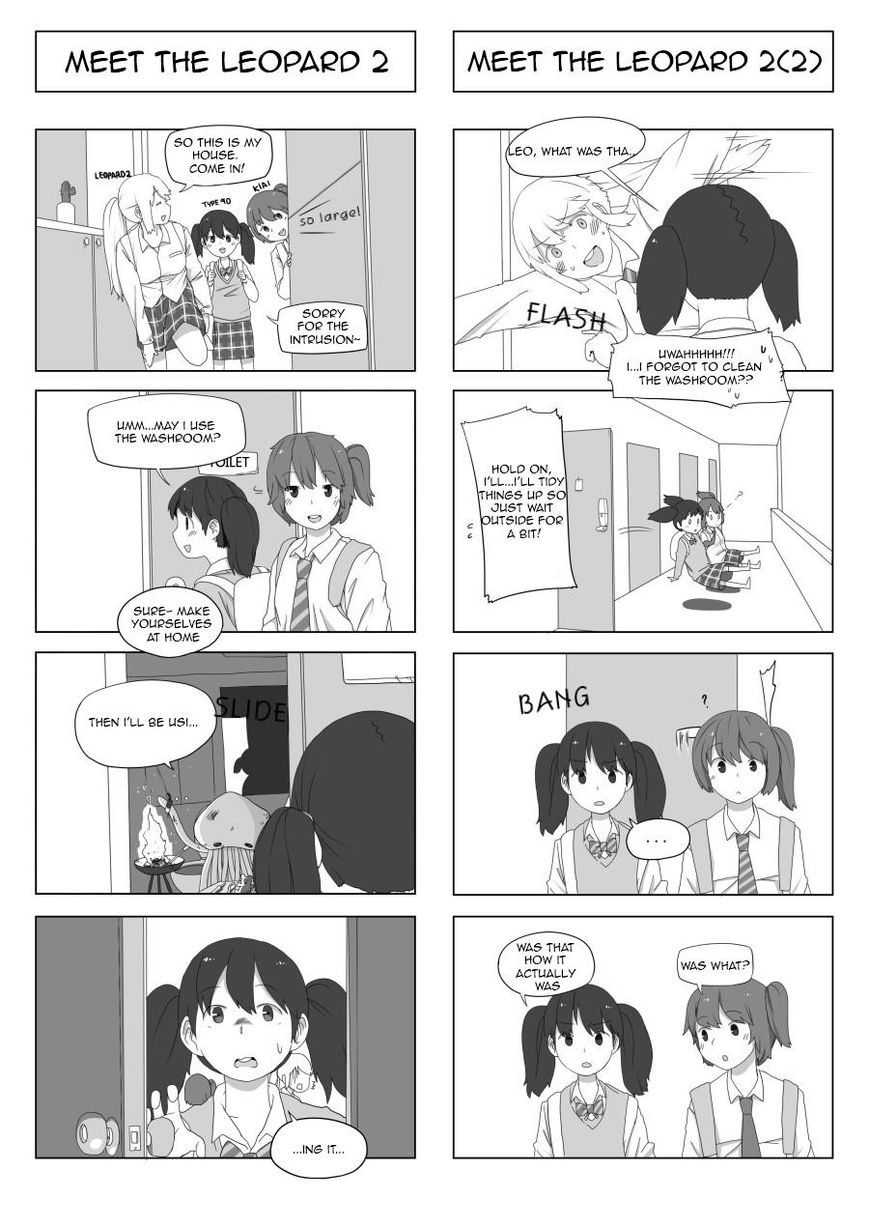 MEET THE LEOPARD 2
SO THIS IS MY
HOUSE.
COME IN!
LEOPARD2
TYPE 90
K1A1
so large!
SORRY
FOR THE
INTRUSION~
UMM...MAY I USE
THE WASHROOM?
TOILET
SURE~ MAKE
YOURSELVES
AT HOME
THEN I'LL BE USI...
SLIDE
...ING IT...
MEET THE LEOPARD 2(2)
LEO, WHAT WAS THA..
FLASH
UWAHHHHH!!!
I...I FORGOT TO CLEAN
THE WASHROOM??
HOLD ON,
I'LL...I'LL TIDY
THINGS UP SO
JUST WAIT
OUTSIDE FOR
A BIT!
?
BANG
?
...
WAS THAT
HOW IT
ACTUALLY
WAS
WAS WHAT?